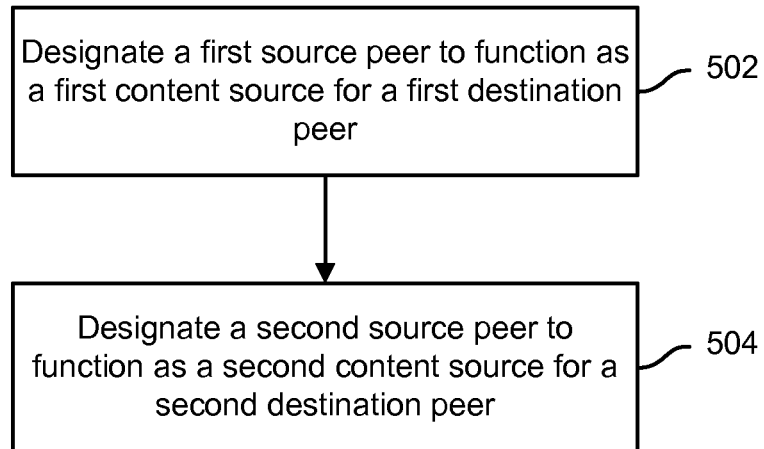 Designate a first source peer to function as
a first content source for a first destination
peer
502
Designate a second source peer to
function as a second content source for a
second destination peer
504